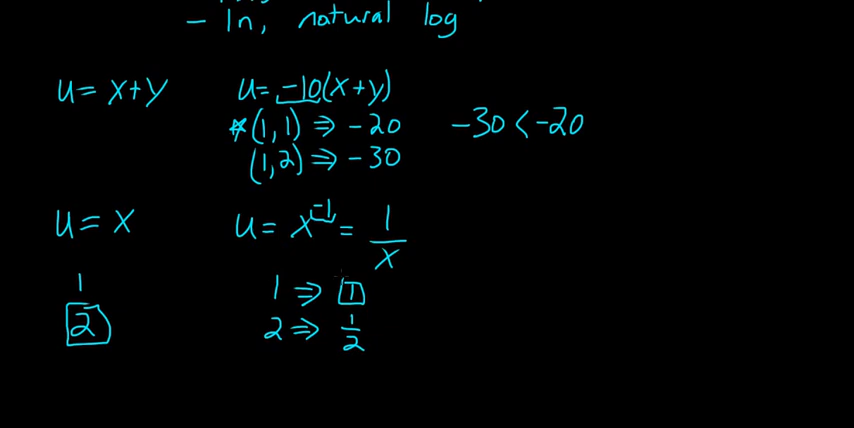 - ln, natural log
u = x+y u = -10(x+y)
*(1,1) ⇒ -20 -30 < -20
(1,2) ⇒ -30
u = x u = x^-1 = 1/x
1 1 ⇒ 1
2 2 ⇒ 1/2